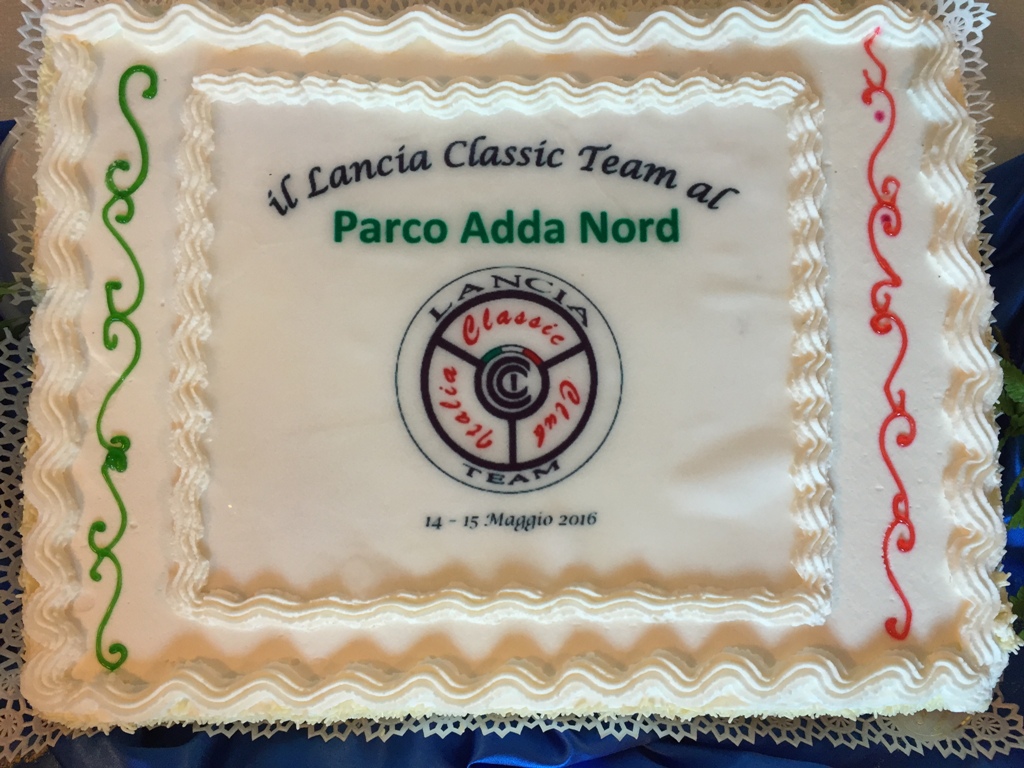 il Lancia Classic Team al
Parco Adda Nord
LANCIA
Classic
Italia
Club
TEAM
14 - 15 Maggio 2016